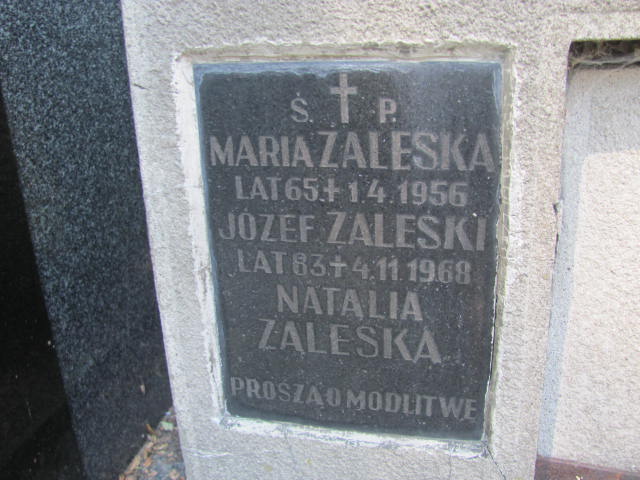 Ś. P.
MARIA ZALESKA
LAT 65 + 1.4.1956
JÓZEF ZALESKI
LAT 83 + 4.11.1968
NATALIA
ZALESKA
PROSZĄ O MODLITWĘ